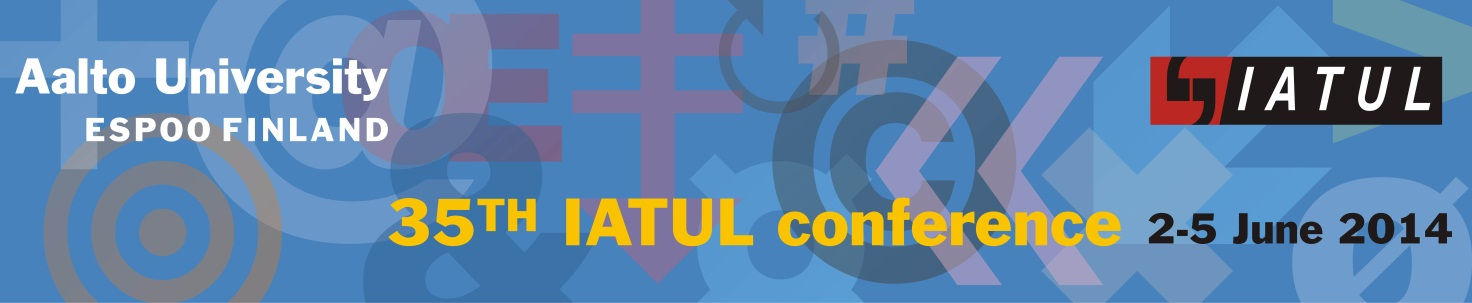 Aalto University
ESPOO FINLAND
IATUL
35TH IATUL conference 2-5 June 2014